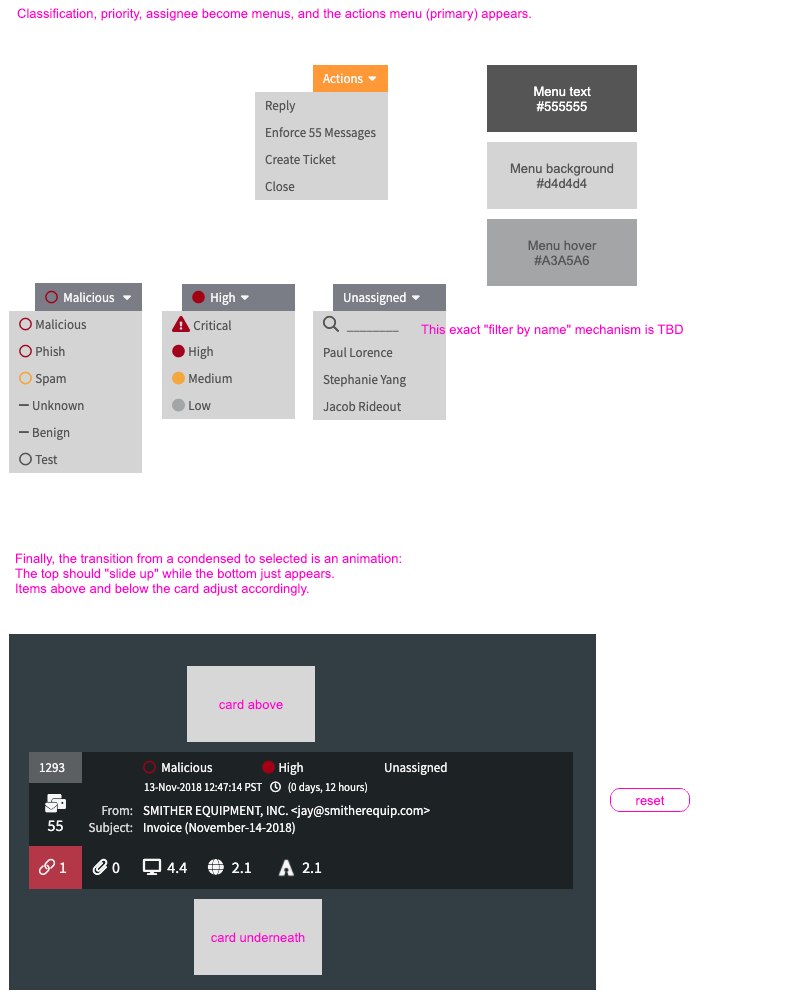 Classification, priority, assignee become menus, and the actions menu (primary) appears.
Actions
Reply
Enforce 55 Messages
Create Ticket
Close
Menu text
#555555
Menu background
#d4d4d4
Menu hover
#A3A5A6
Malicious
Malicious
Phish
Spam
Unknown
Benign
Test
High
Critical
High
Medium
Low
Unassigned
________
Paul Lorence
Stephanie Yang
Jacob Rideout
This exact "filter by name" mechanism is TBD
Finally, the transition from a condensed to selected is an animation:
The top should "slide up" while the bottom just appears.
Items above and below the card adjust accordingly.
card above
1293 Malicious High Unassigned
13-Nov-2018 12:47:14 PST (0 days, 12 hours)
55
From: SMITHER EQUIPMENT, INC. <jay@smitherequip.com>
Subject: Invoice (November-14-2018)
1 0 4.4 2.1 2.1
reset
card underneath